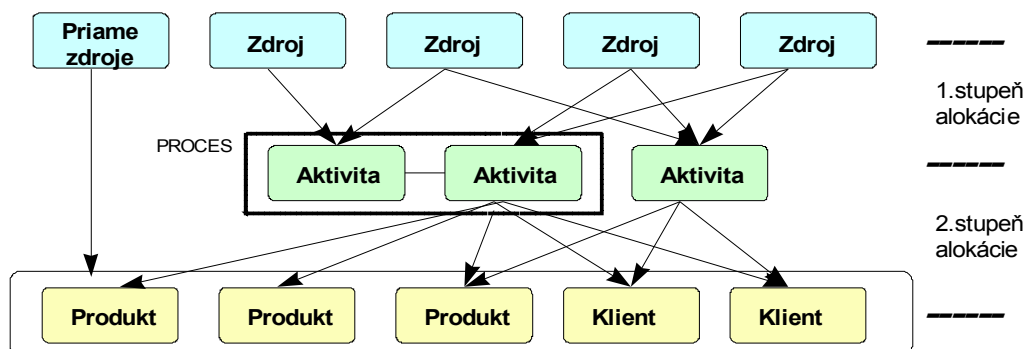 Priame
zdroje
Zdroj
Zdroj
Zdroj
Zdroj
1.stupeň
alokácie
PROCES
Aktivita
Aktivita
Aktivita
2.stupeň
alokácie
Produkt
Produkt
Produkt
Klient
Klient